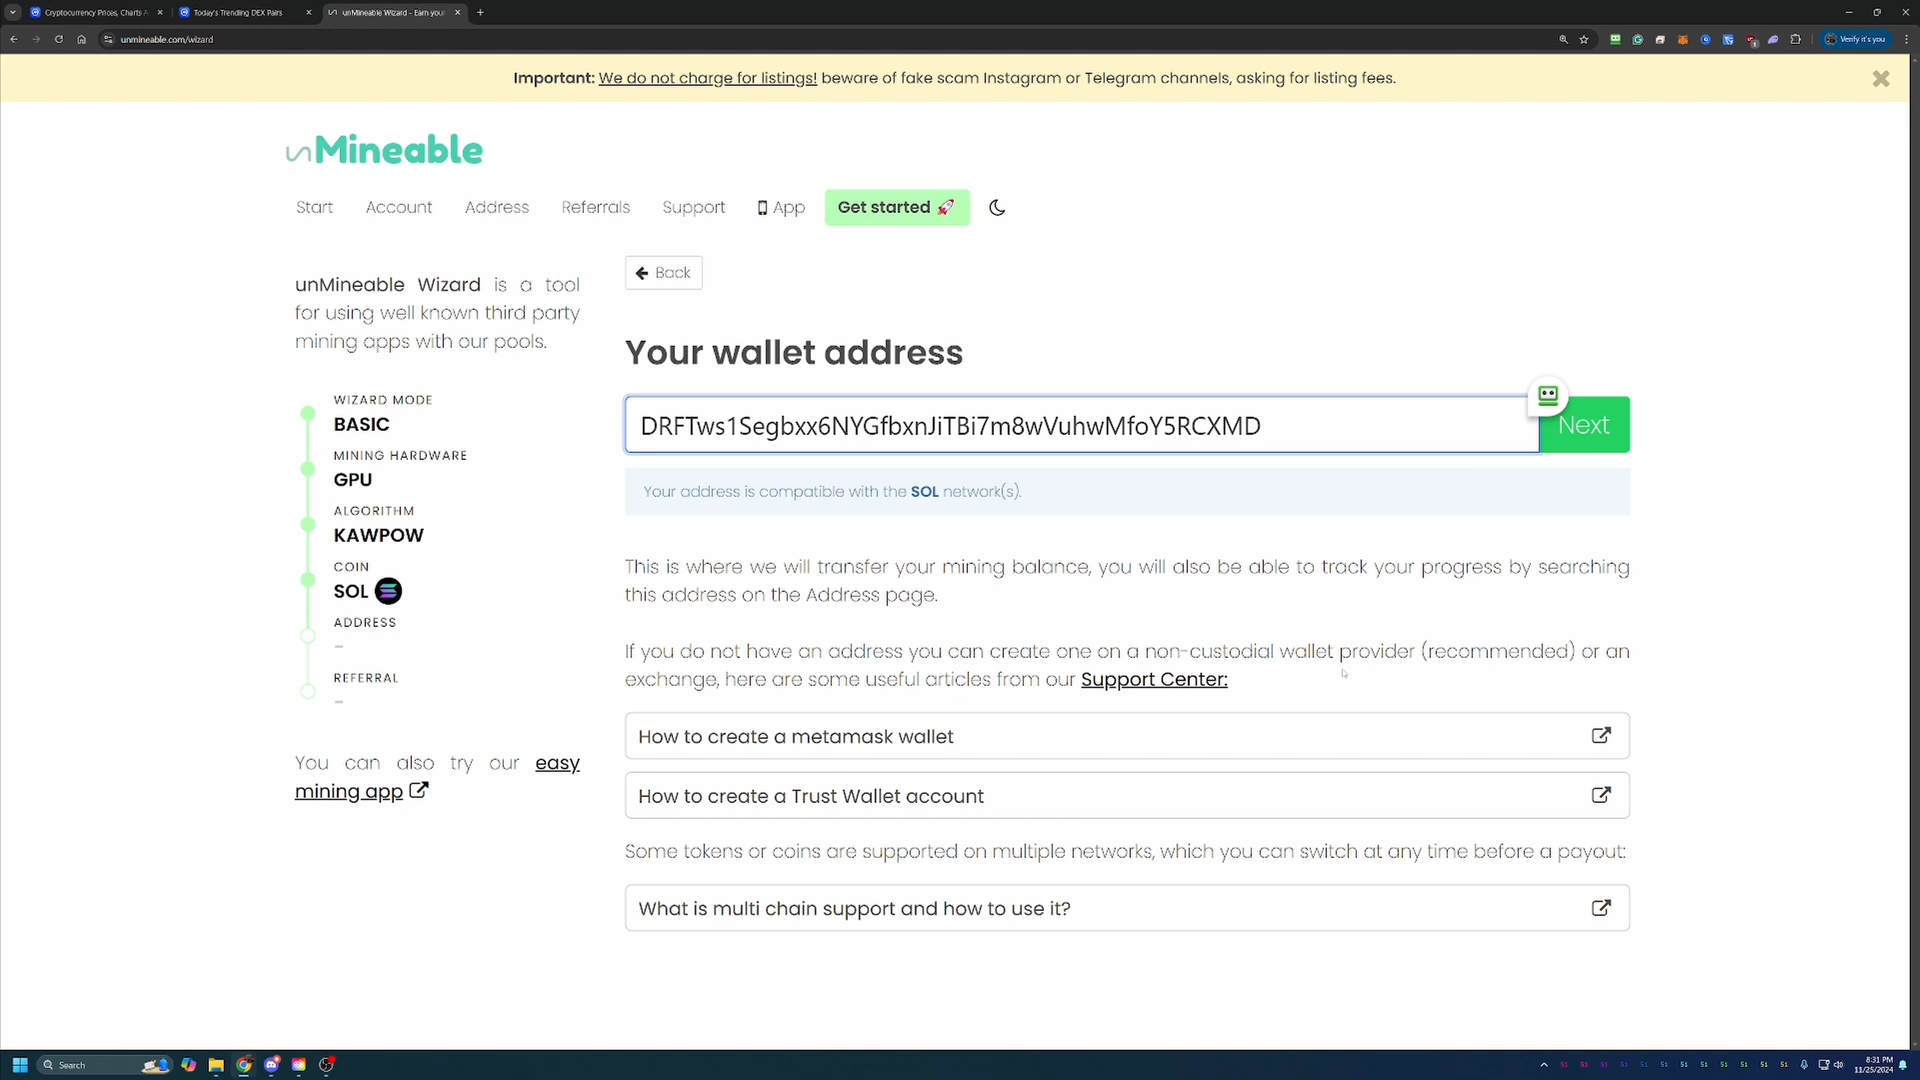 Cryptocurrency Prices, Charts A
Today's Trending DEX Pairs
unMineable Wizard - Earn your
unmineable.com/wizard
Verify it's you
Important: We do not charge for listings! beware of fake scam Instagram or Telegram channels, asking for listing fees.
unMineable
Start
Account
Address
Referrals
Support
App
Get started
Back
unMineable Wizard is a tool
for using well known third party
mining apps with our pools.
WIZARD MODE
BASIC
MINING HARDWARE
GPU
ALGORITHM
KAWPOW
COIN
SOL
ADDRESS
–
REFERRAL
–
You can also try our easy
mining app
Your wallet address
DRFTws1Segbxx6NYGfbxnJiTBi7m8wVuhwMfoY5RCXMD
Next
Your address is compatible with the SOL network(s).
This is where we will transfer your mining balance, you will also be able to track your progress by searching
this address on the Address page.
If you do not have an address you can create one on a non-custodial wallet provider (recommended) or an
exchange, here are some useful articles from our Support Center:
How to create a metamask wallet
How to create a Trust Wallet account
Some tokens or coins are supported on multiple networks, which you can switch at any time before a payout:
What is multi chain support and how to use it?
Search
8:31 PM
11/25/2024